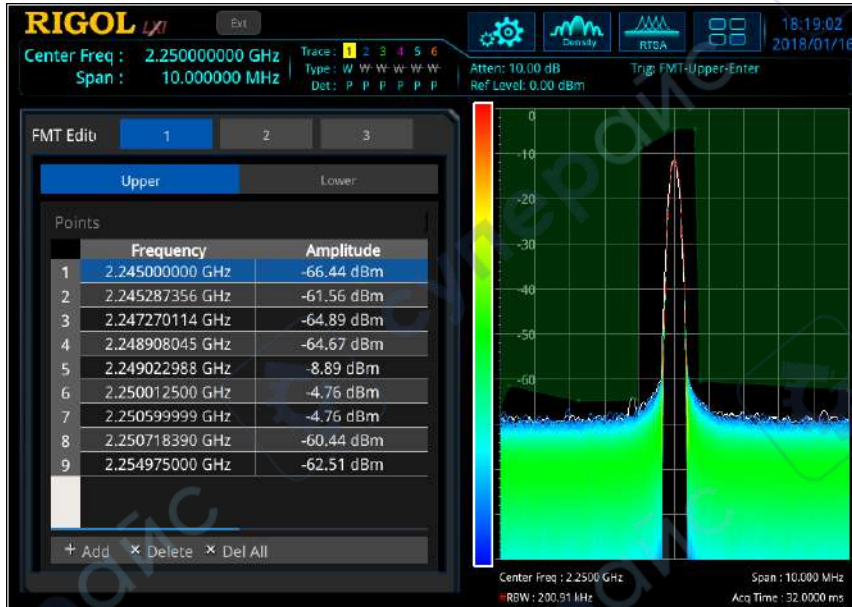 RIGOL LXI Ext
Density
RTSA
18:19:02
2018/01/16
Center Freq : 2.250000000 GHz
Span : 10.000000 MHz
Trace : 1 2 3 4 5 6
Type : W W W W W W
Det : P P P P P P
Atten: 10.00 dB
Ref Level: 0.00 dBm
Trig: FMT-Upper-Enter
FMT Edit
1 2 3
Upper Lower
Points
Frequency Amplitude
1 2.245000000 GHz -66.44 dBm
2 2.245287356 GHz -61.56 dBm
3 2.247270114 GHz -64.89 dBm
4 2.248908045 GHz -64.67 dBm
5 2.249022988 GHz -8.89 dBm
6 2.250012500 GHz -4.76 dBm
7 2.250599999 GHz -4.76 dBm
8 2.250718390 GHz -60.44 dBm
9 2.254975000 GHz -62.51 dBm
+ Add × Delete × Del All
0
-10
-20
-30
-40
-50
-60
Center Freq : 2.2500 GHz
Span : 10.000 MHz
#RBW : 200.91 kHz
Acq Time : 32.0000 ms
суперайс